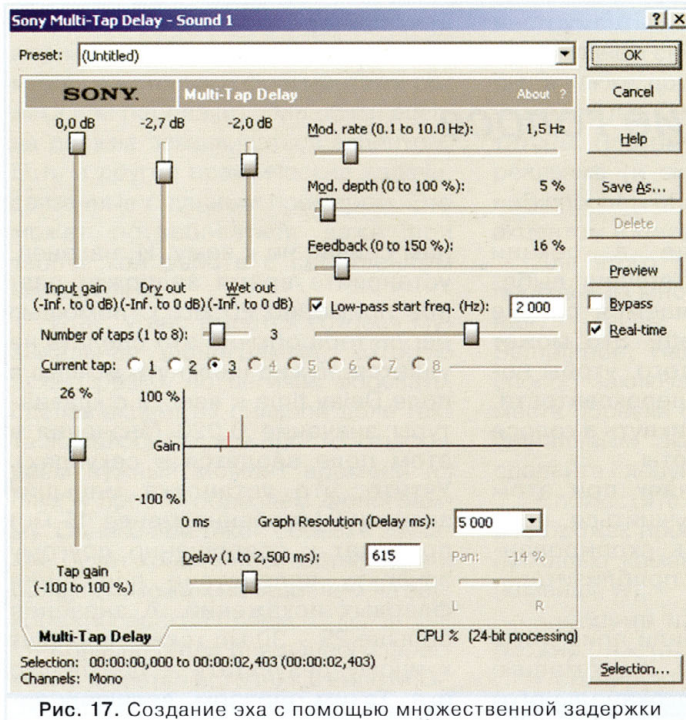 Sony Multi-Tap Delay - Sound 1
Preset: (Untitled)
OK
SONY. Multi-Tap Delay About ?
Cancel
0,0 dB -2,7 dB -2,0 dB
Mod. rate (0.1 to 10.0 Hz): 1,5 Hz
Help
Mod. depth (0 to 100 %): 5 %
Save As...
Delete
Feedback (0 to 150 %): 16 %
Preview
Input gain Dry out Wet out
(-Inf. to 0 dB) (-Inf. to 0 dB) (-Inf. to 0 dB)
Low-pass start freq. (Hz): 2 000
Bypass
Number of taps (1 to 8): 3
Real-time
Current tap: 1 2 3 4 5 6 7 8
26 % 100 %
Gain
-100 %
0 ms Graph Resolution (Delay ms): 5 000
Delay (1 to 2,500 ms): 615 Pan: -14 %
Tap gain
(-100 to 100 %)
L R
Multi-Tap Delay CPU % (24-bit processing)
Selection: 00:00:00,000 to 00:00:02,403 (00:00:02,403)
Channels: Mono
Selection...
Рис. 17. Создание эха с помощью множественной задержки